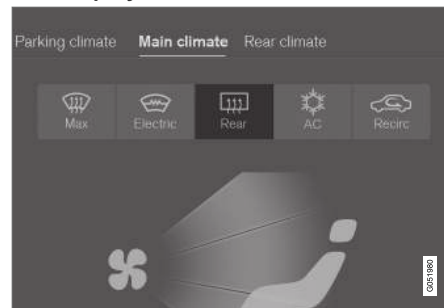 Parking climate Main climate Rear climate
Max Electric Rear AC Recirc
G051980